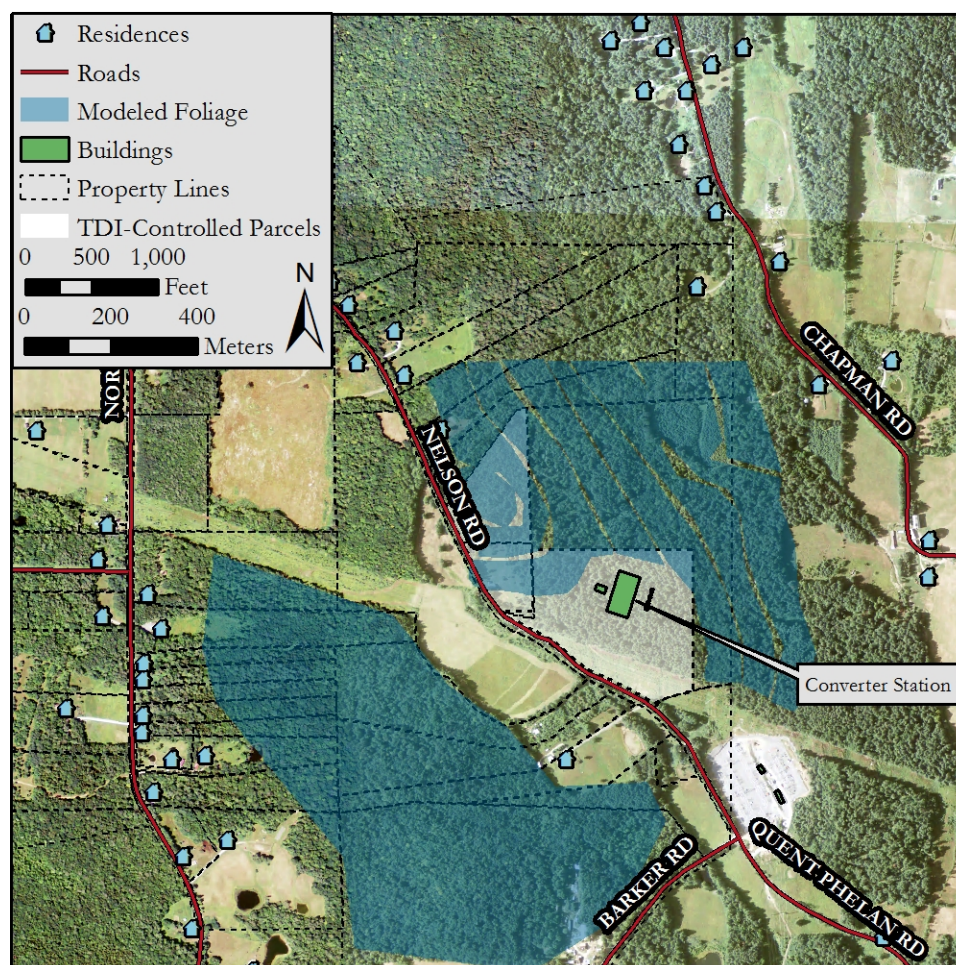 Residences
Roads
Modeled Foliage
Buildings
Property Lines
TDI-Controlled Parcels
0 500 1,000
Feet
N
0 200 400
Meters
NOR
CHAPMAN RD
NELSON RD
Converter Station
BARKER RD
QUENT PHELAN RD